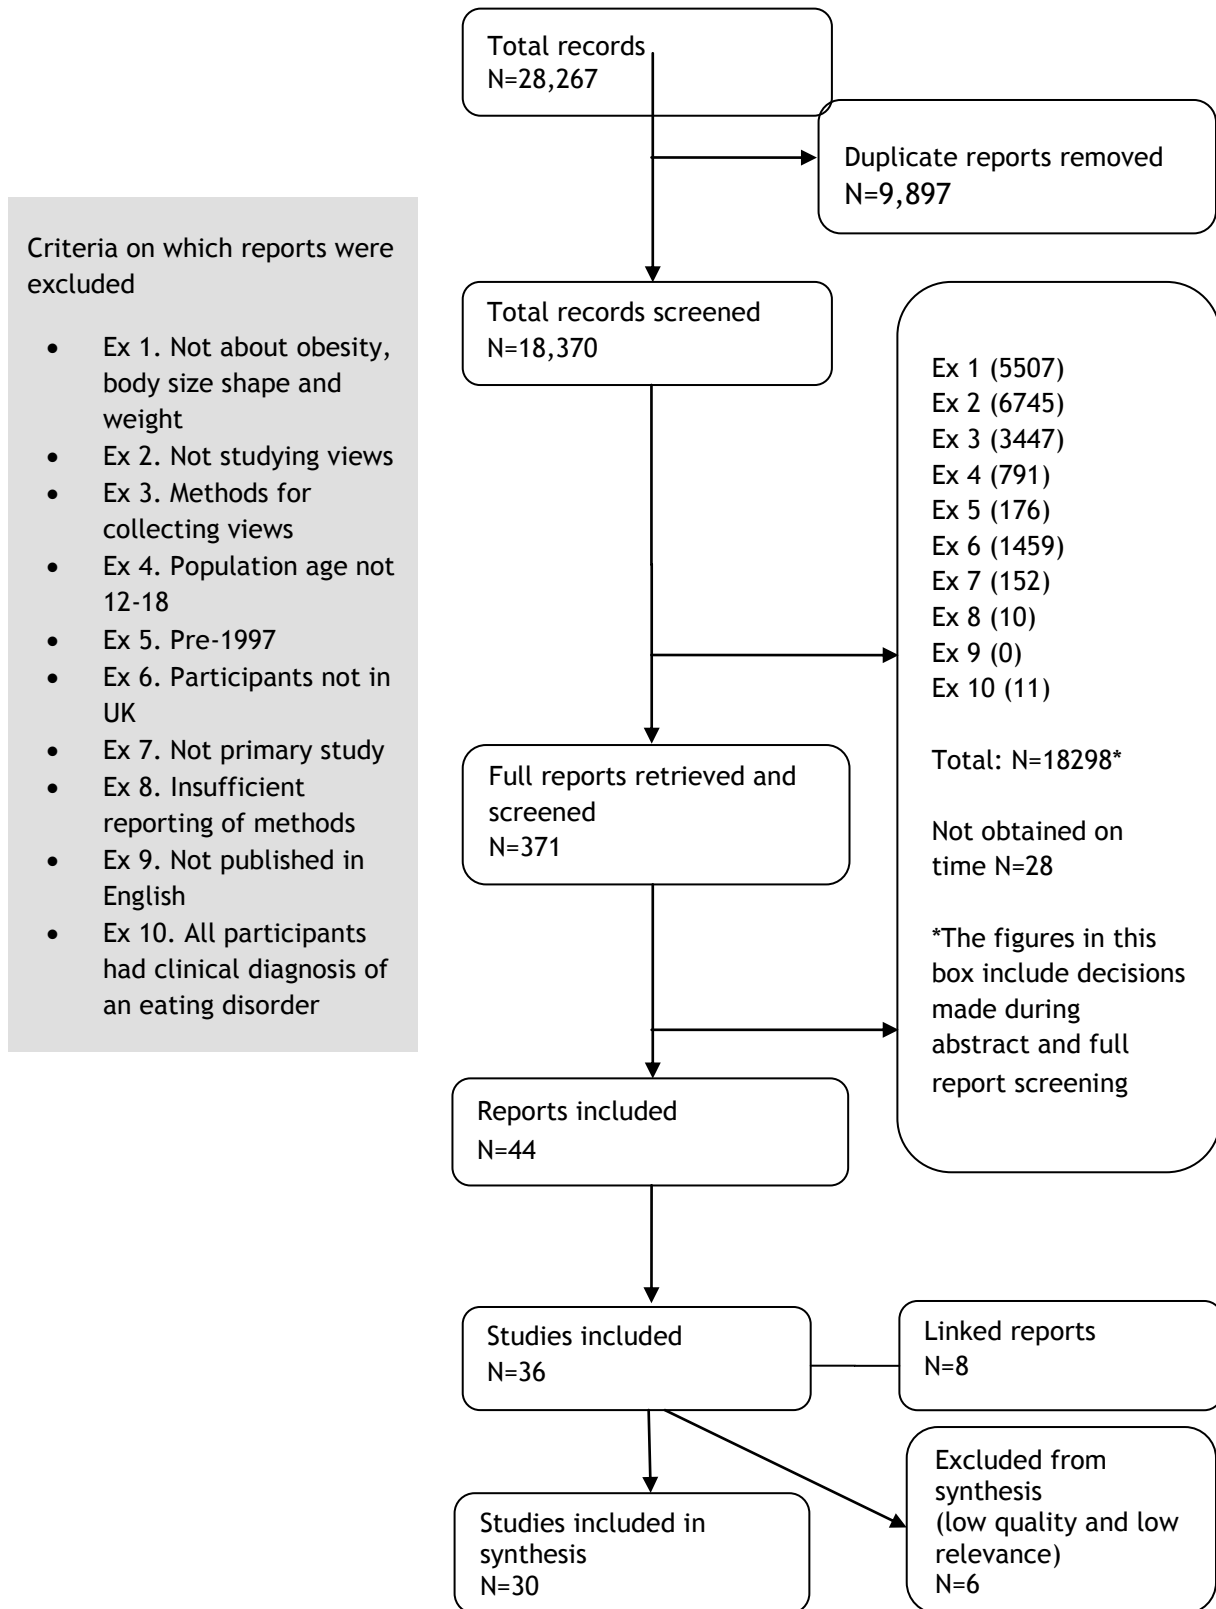 Total records
N=28,267
Duplicate reports removed
N=9,897
Criteria on which reports were
excluded
• Ex 1. Not about obesity,
body size shape and
weight
• Ex 2. Not studying views
• Ex 3. Methods for
collecting views
• Ex 4. Population age not
12-18
• Ex 5. Pre-1997
• Ex 6. Participants not in
UK
• Ex 7. Not primary study
• Ex 8. Insufficient
reporting of methods
• Ex 9. Not published in
English
• Ex 10. All participants
had clinical diagnosis of
an eating disorder
Total records screened
N=18,370
Ex 1 (5507)
Ex 2 (6745)
Ex 3 (3447)
Ex 4 (791)
Ex 5 (176)
Ex 6 (1459)
Ex 7 (152)
Ex 8 (10)
Ex 9 (0)
Ex 10 (11)
Total: N=18298*
Not obtained on
time N=28
*The figures in this
box include decisions
made during
abstract and full
report screening
Full reports retrieved and
screened
N=371
Reports included
N=44
Studies included
N=36
Linked reports
N=8
Excluded from
synthesis
(low quality and low
relevance)
N=6
Studies included in
synthesis
N=30